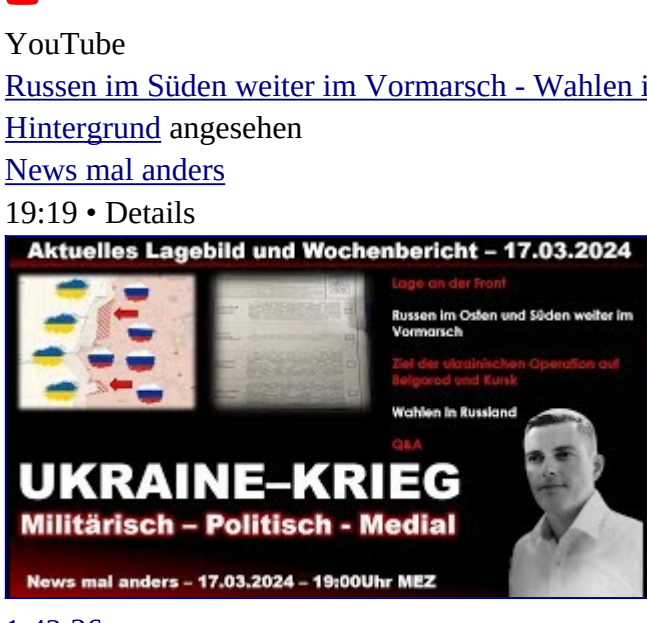 YouTube
Russen im Süden weiter im Vormarsch - Wahlen i
Hintergrund angesehen
News mal anders
19:19 • Details
Aktuelles Lagebild und Wochenbericht – 17.03.2024
Lage an der Front
Russen im Osten und Süden weiter im
Vormarsch
Ziel der ukrainischen Operation auf
Belgorod und Kursk
Wahlen in Russland
Q&A
UKRAINE–KRIEG
Militärisch – Politisch - Medial
News mal anders – 17.03.2024 – 19:00Uhr MEZ